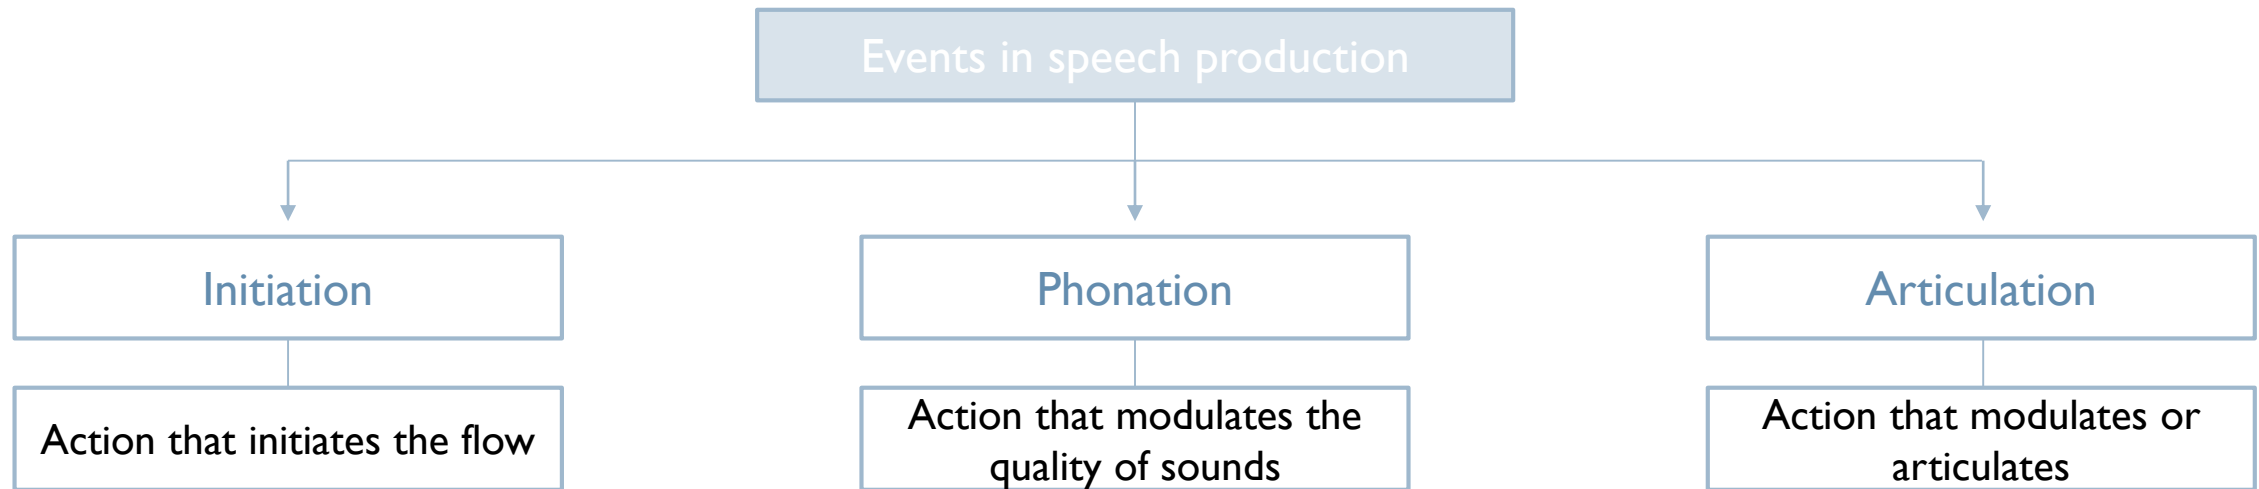 Events in speech production
Initiation
Phonation
Articulation
Action that initiates the flow
Action that modulates the
quality of sounds
Action that modulates or
articulates